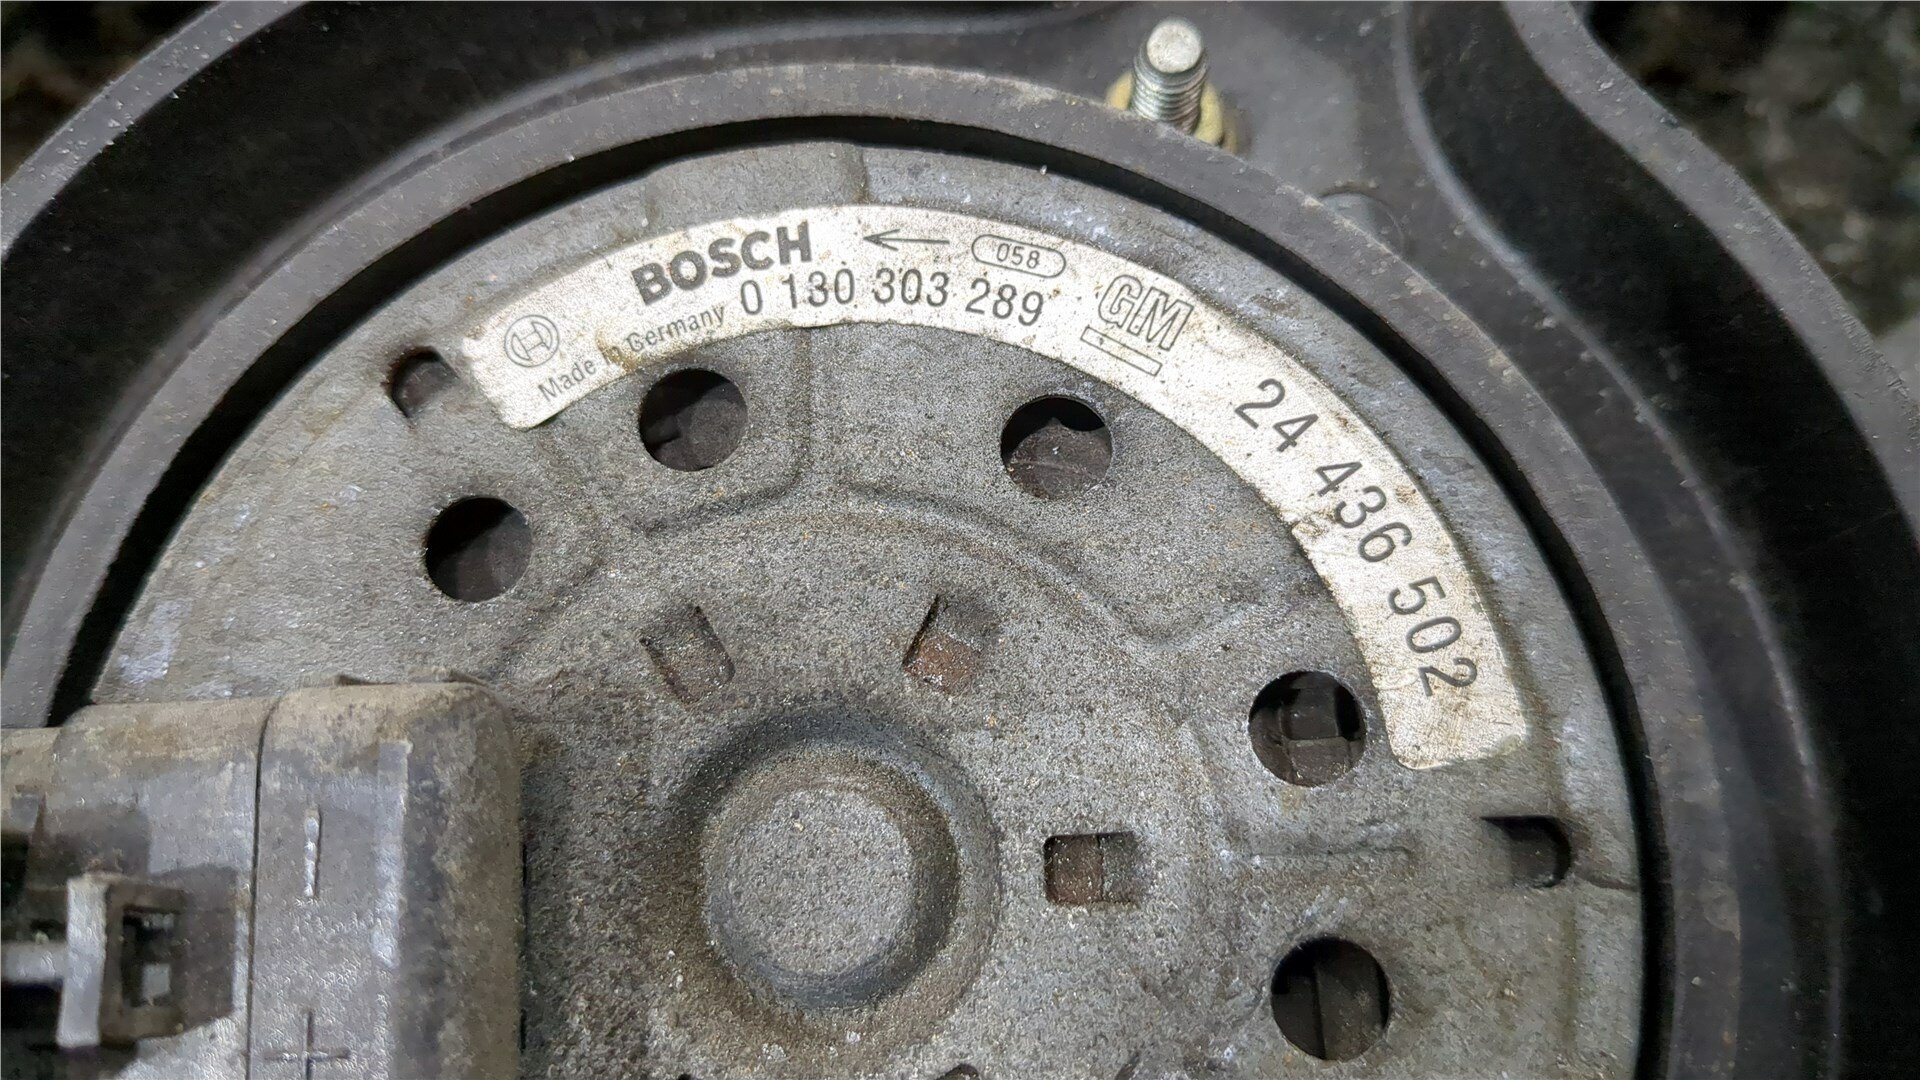 BOSCH ← 058
Made in Germany 0 130 303 289
GM
24 436 502
-
+